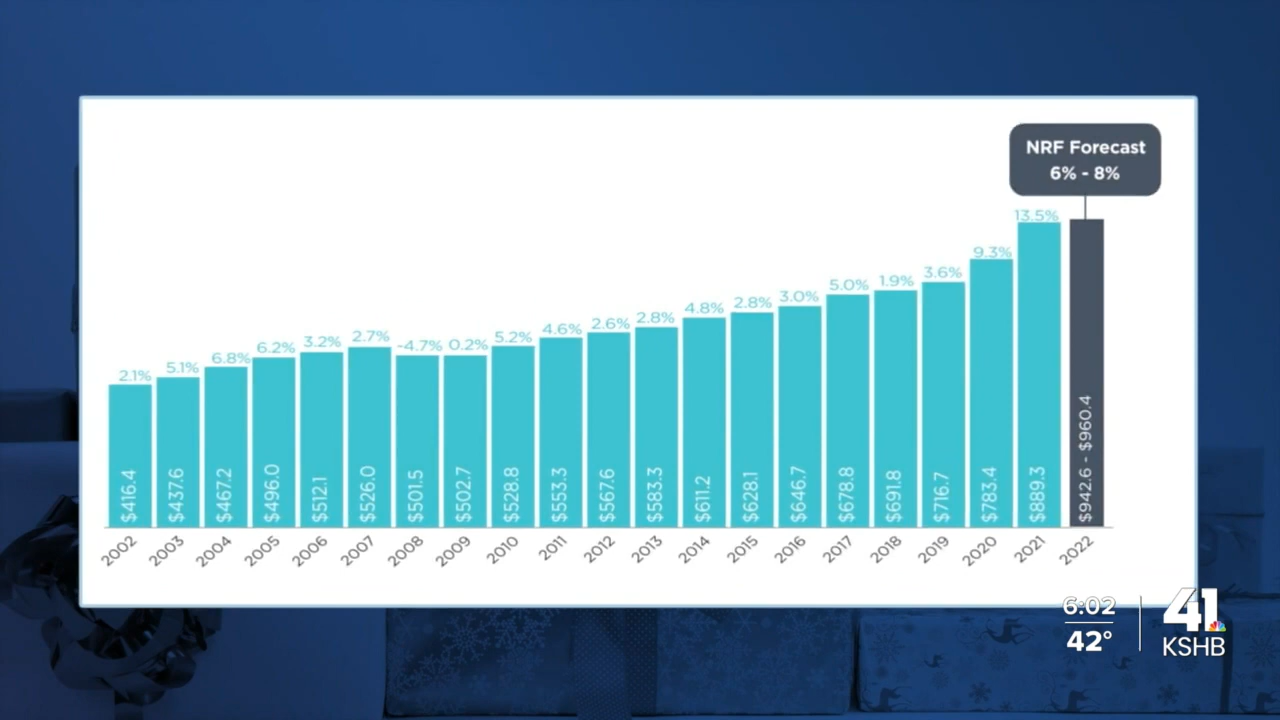 NRF Forecast
6% - 8%
2.1% 5.1% 6.8% 6.2% 3.2% 2.7% -4.7% 0.2% 5.2% 4.6% 2.6% 2.8% 4.8% 2.8% 3.0% 5.0% 1.9% 3.6% 9.3% 13.5%
$416.4 $437.6 $467.2 $496.0 $512.1 $526.0 $501.5 $502.7 $528.8 $553.3 $567.6 $583.3 $611.2 $628.1 $646.7 $678.8 $691.8 $716.7 $783.4 $889.3 $942.6 - $960.4
2002 2003 2004 2005 2006 2007 2008 2009 2010 2011 2012 2013 2014 2015 2016 2017 2018 2019 2020 2021 2022
6:02
42°
41
KSHB